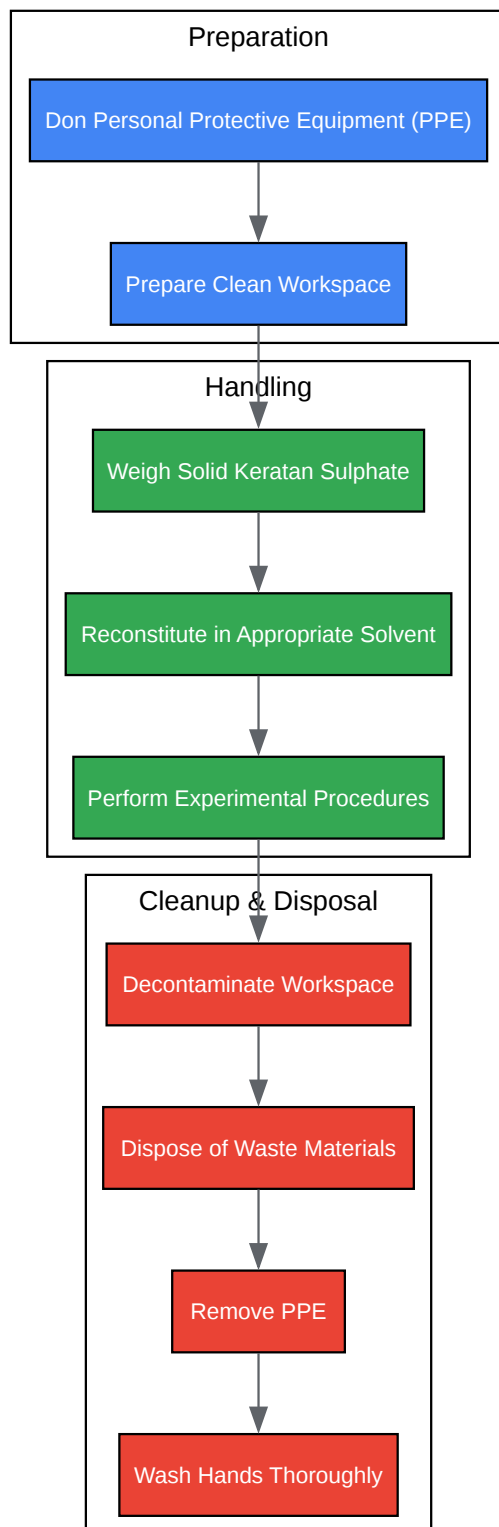 Preparation
Don Personal Protective Equipment (PPE)
Prepare Clean Workspace
Handling
Weigh Solid Keratan Sulphate
Reconstitute in Appropriate Solvent
Perform Experimental Procedures
Cleanup & Disposal
Decontaminate Workspace
Dispose of Waste Materials
Remove PPE
Wash Hands Thoroughly